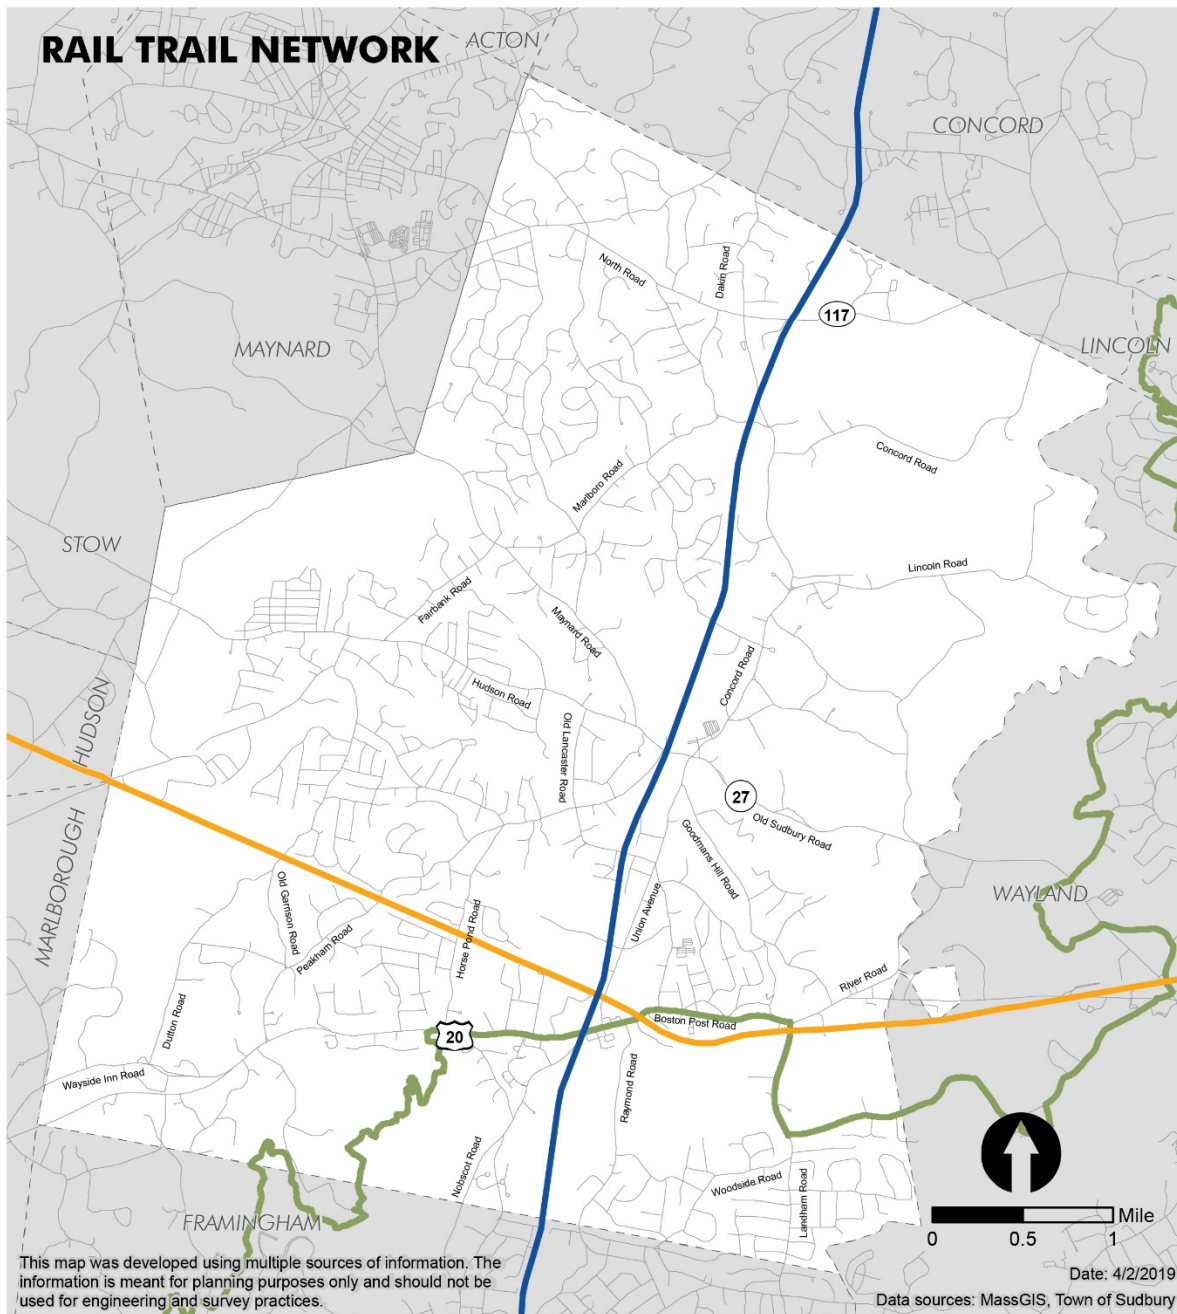 RAIL TRAIL NETWORK
ACTON
CONCORD
North Road
Dakin Road
117
MAYNARD
LINCOLN
Concord Road
Marlboro Road
STOW
Lincoln Road
Fairbank Road
Maynard Road
Concord Road
Hudson Road
HUDSON
Old Lancaster Road
27
Old Sudbury Road
Goodmans Hill Road
MARLBOROUGH
WAYLAND
Old Garrison Road
Union Avenue
Horse Pond Road
Peakham Road
River Road
Dutton Road
Boston Post Road
20
Wayside Inn Road
Raymond Road
Nobscot Road
Woodside Road
Landham Road
FRAMINGHAM
Mile
0 0.5 1
This map was developed using multiple sources of information. The
information is meant for planning purposes only and should not be
used for engineering and survey practices.
Date: 4/2/2019
Data sources: MassGIS, Town of Sudbury